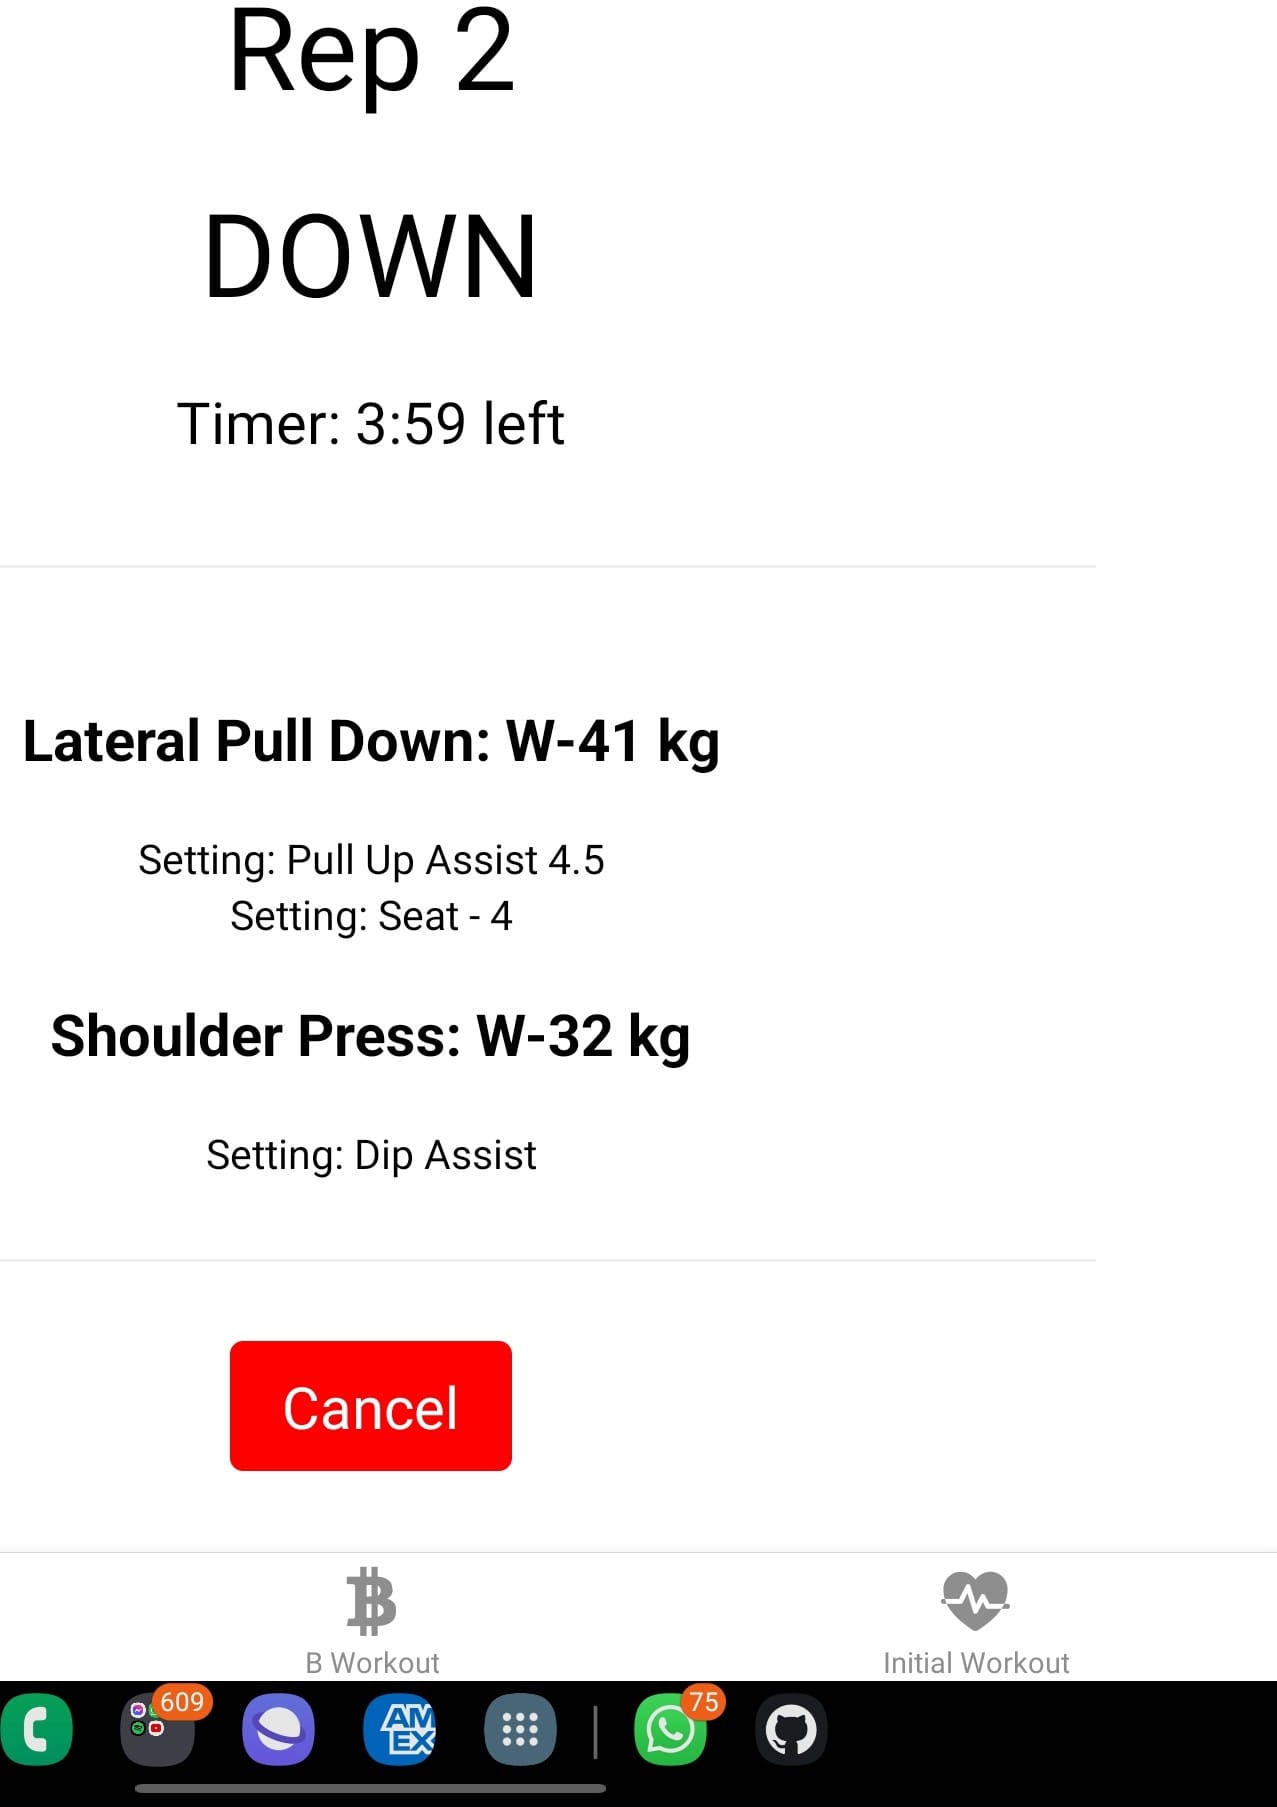 Rep 2
DOWN
Timer: 3:59 left
Lateral Pull Down: W-41 kg
Setting: Pull Up Assist 4.5
Setting: Seat - 4
Shoulder Press: W-32 kg
Setting: Dip Assist
Cancel
B Workout
Initial Workout
609
AM
EX
75